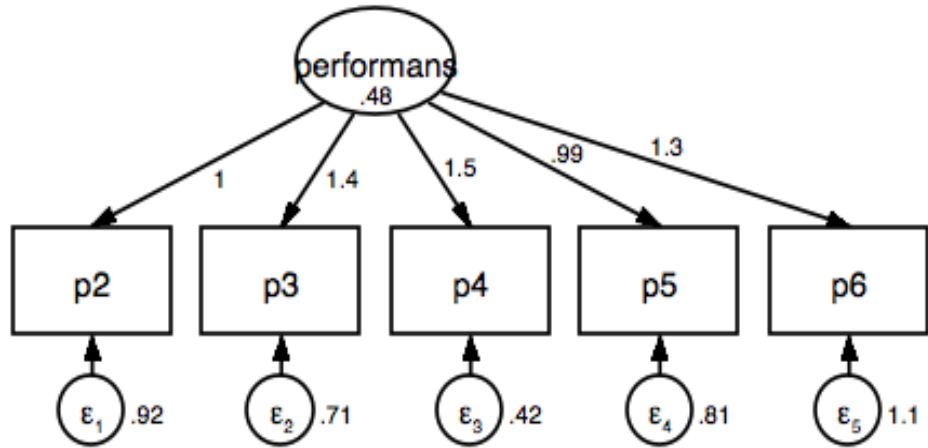 performans
.48
1
1.4
1.5
.99
1.3
p2
p3
p4
p5
p6
ε₁ .92
ε₂ .71
ε₃ .42
ε₄ .81
ε₅ 1.1